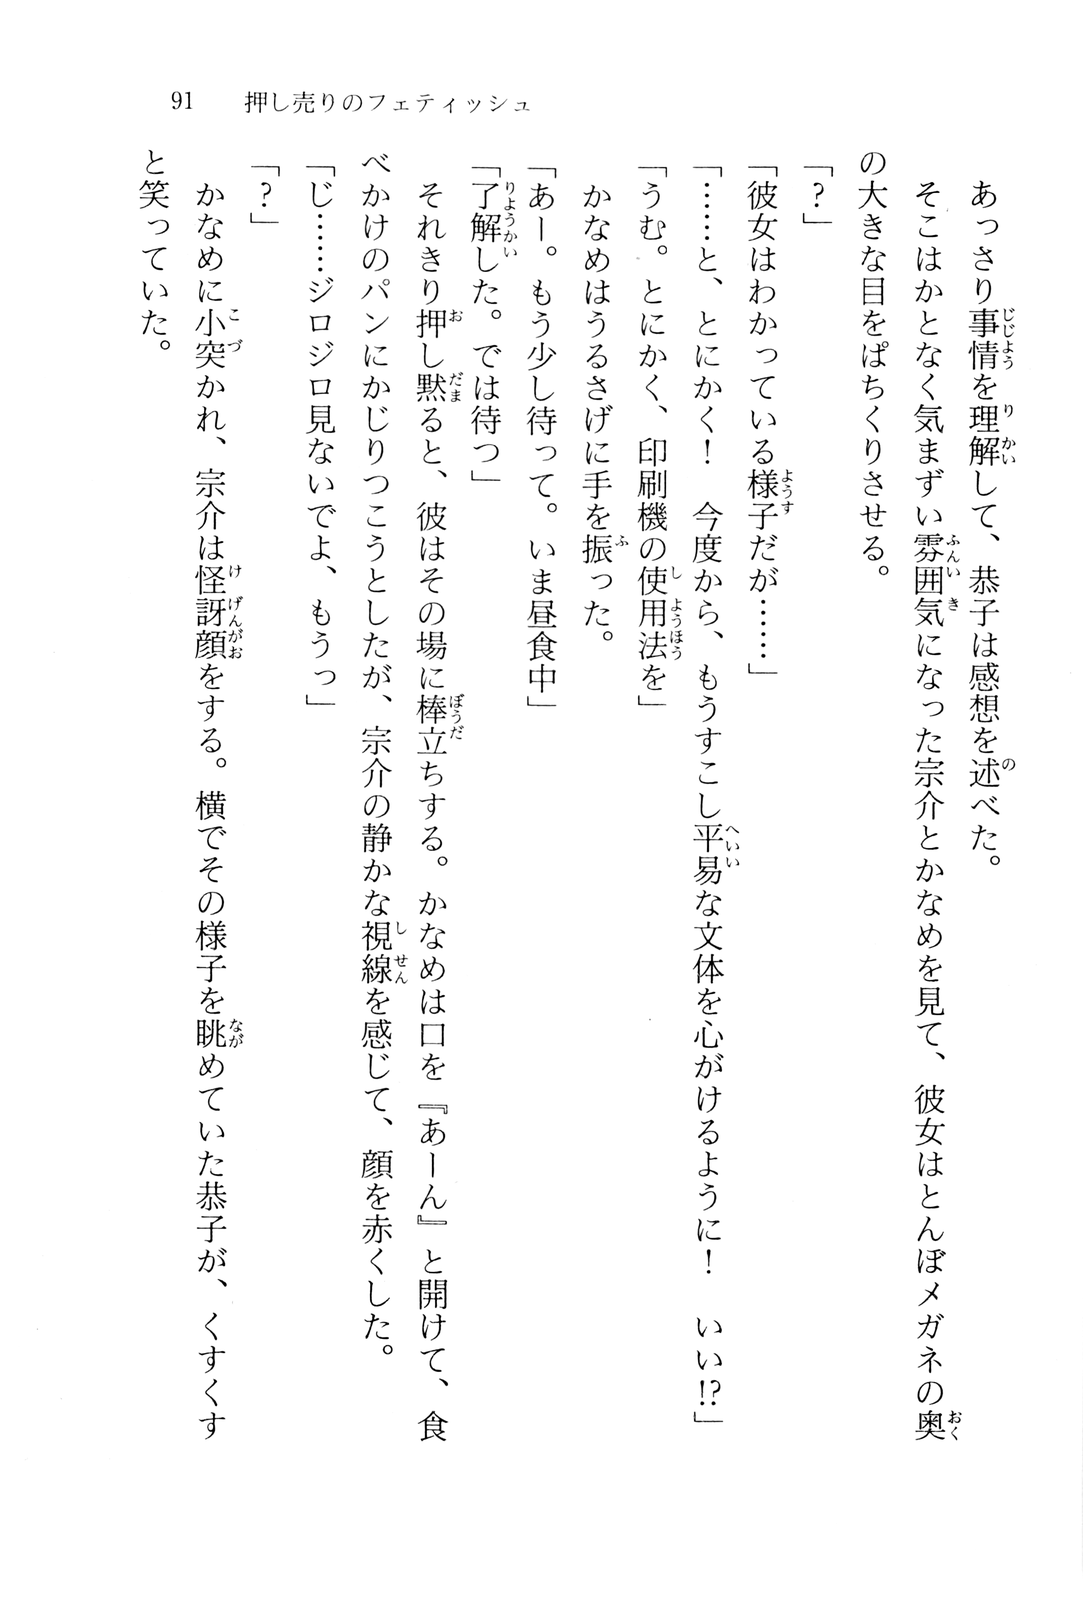 91　押し売りのフェティッシュ
　あっさり事情を理解して、恭子は感想を述べた。
　そこはかとなく気まずい雰囲気になった宗介とかなめを見て、彼女はとんぼメガネの奥
の大きな目をぱちくりさせる。
「?」
「彼女はわかっている様子だが……」
「……と、とにかく！　今度から、もうすこし平易な文体を心がけるように！　いい!?」
「うむ。とにかく、印刷機の使用法を」
　かなめはうるさげに手を振った。
「あー。もう少し待って。いま昼食中」
「了解した。では待つ」
　それきり押し黙ると、彼はその場に棒立ちする。かなめは口を『あーん』と開けて、食
べかけのパンにかじりつこうとしたが、宗介の静かな視線を感じて、顔を赤くした。
「じ……ジロジロ見ないでよ、もうっ」
「?」
　かなめに小突かれ、宗介は怪訝顔をする。横でその様子を眺めていた恭子が、くすくす
と笑っていた。